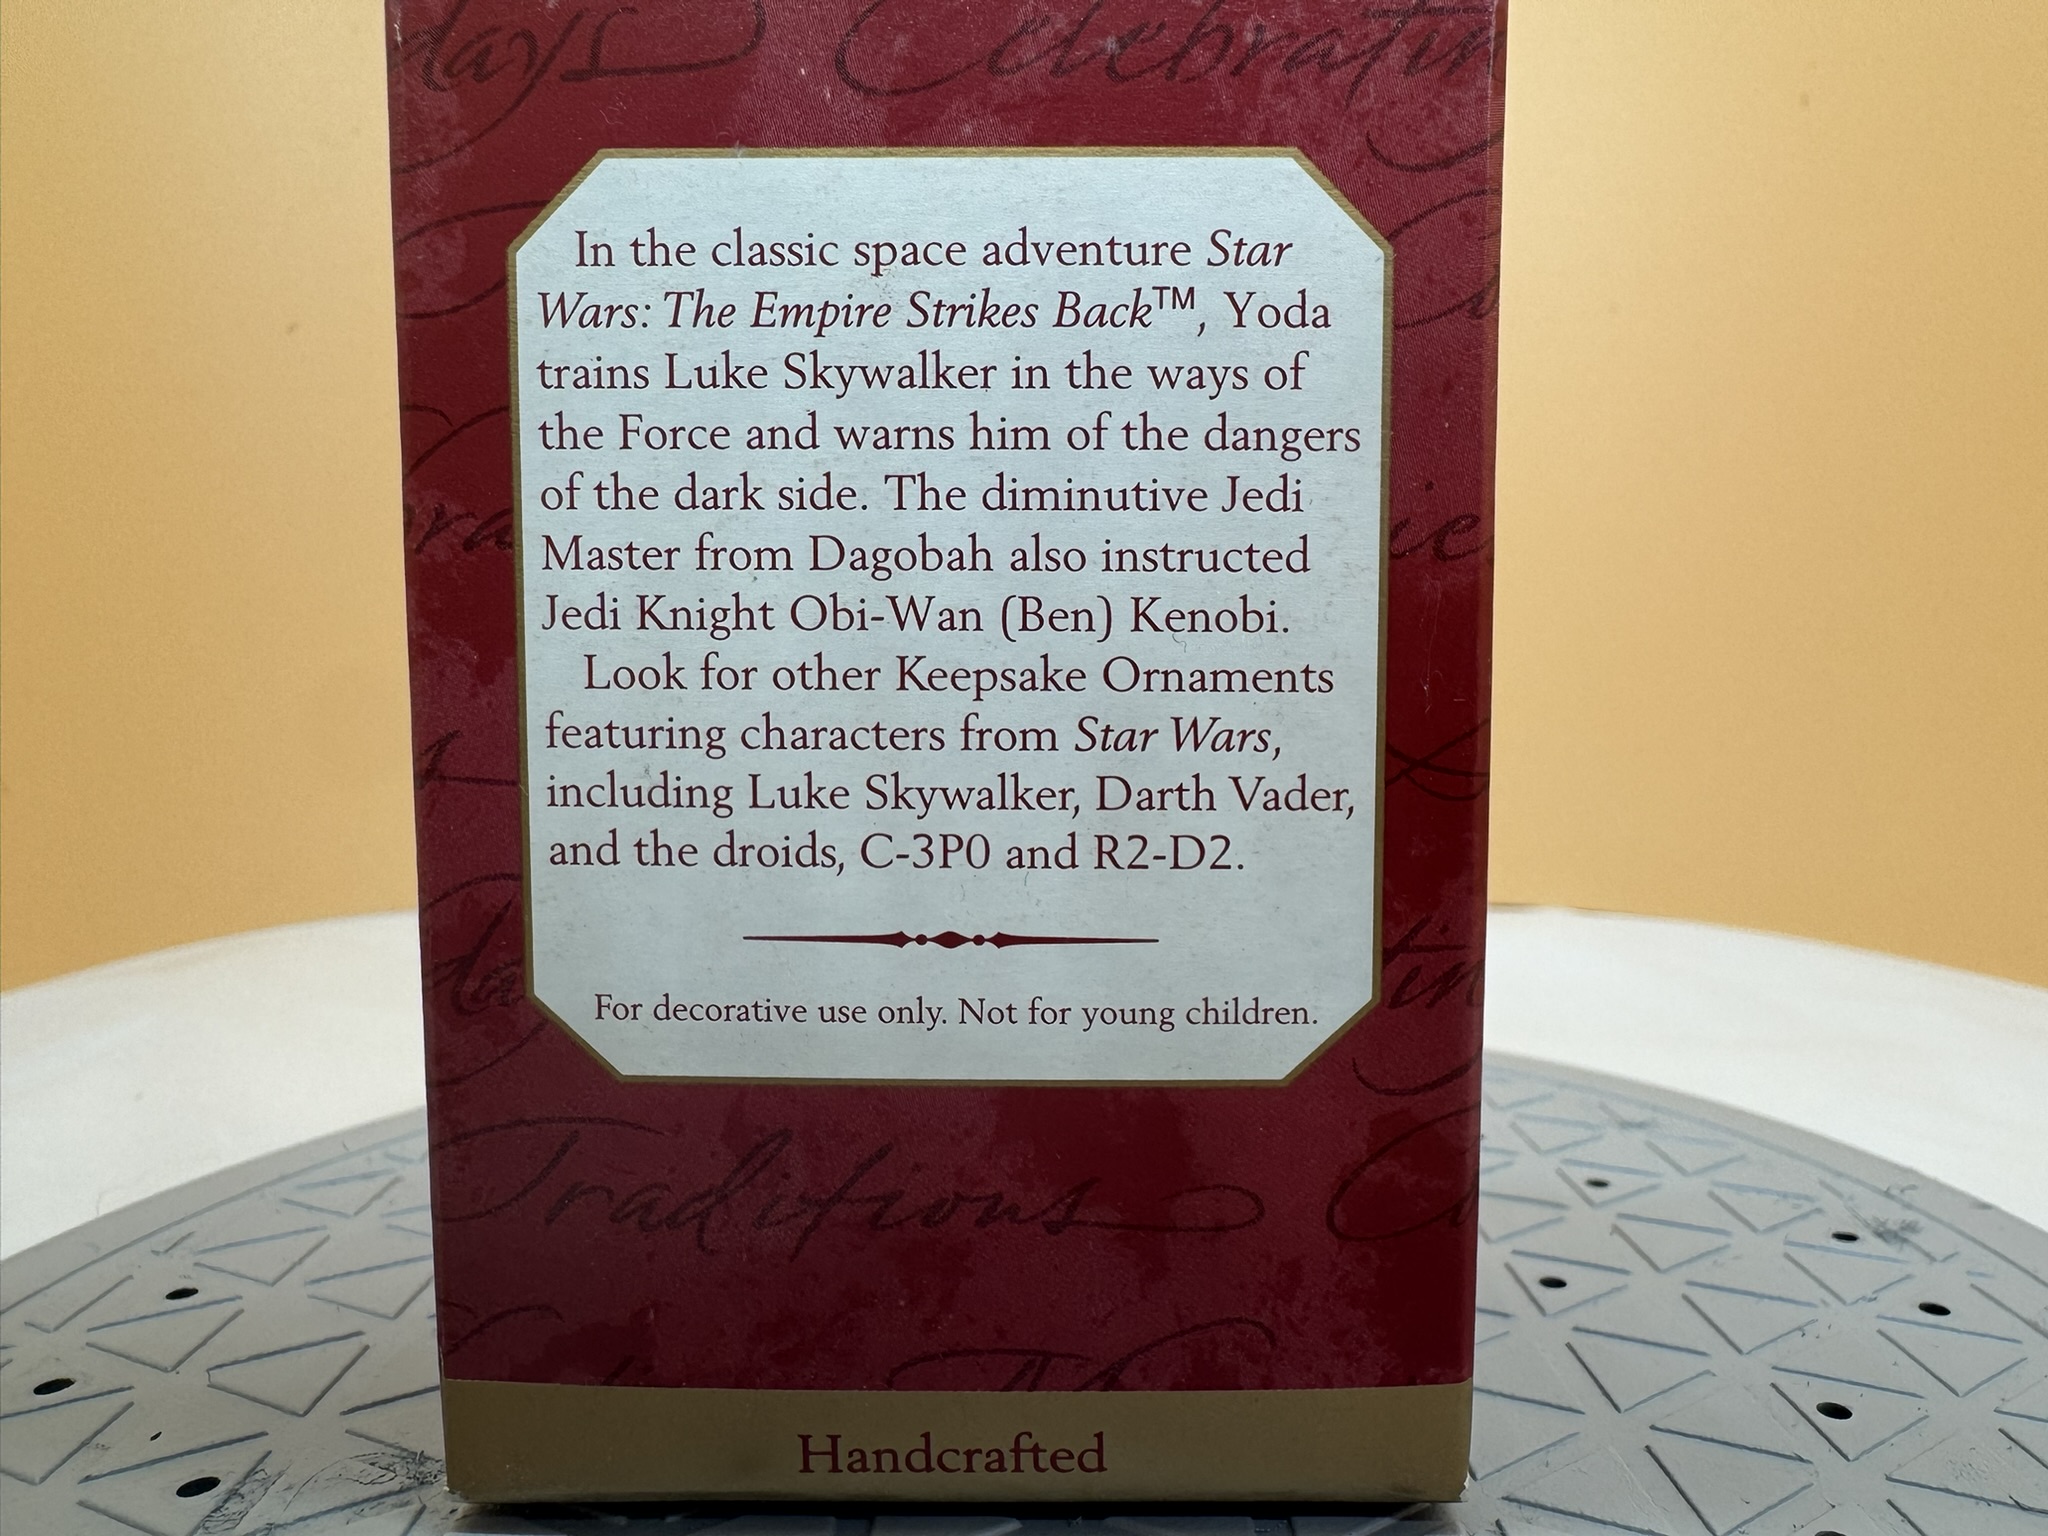 days Celebratin
In the classic space adventure Star
Wars: The Empire Strikes Back™, Yoda
trains Luke Skywalker in the ways of
the Force and warns him of the dangers
of the dark side. The diminutive Jedi
Master from Dagobah also instructed
Jedi Knight Obi-Wan (Ben) Kenobi.
Look for other Keepsake Ornaments
featuring characters from Star Wars,
including Luke Skywalker, Darth Vader,
and the droids, C-3P0 and R2-D2.
For decorative use only. Not for young children.
Traditions
Handcrafted